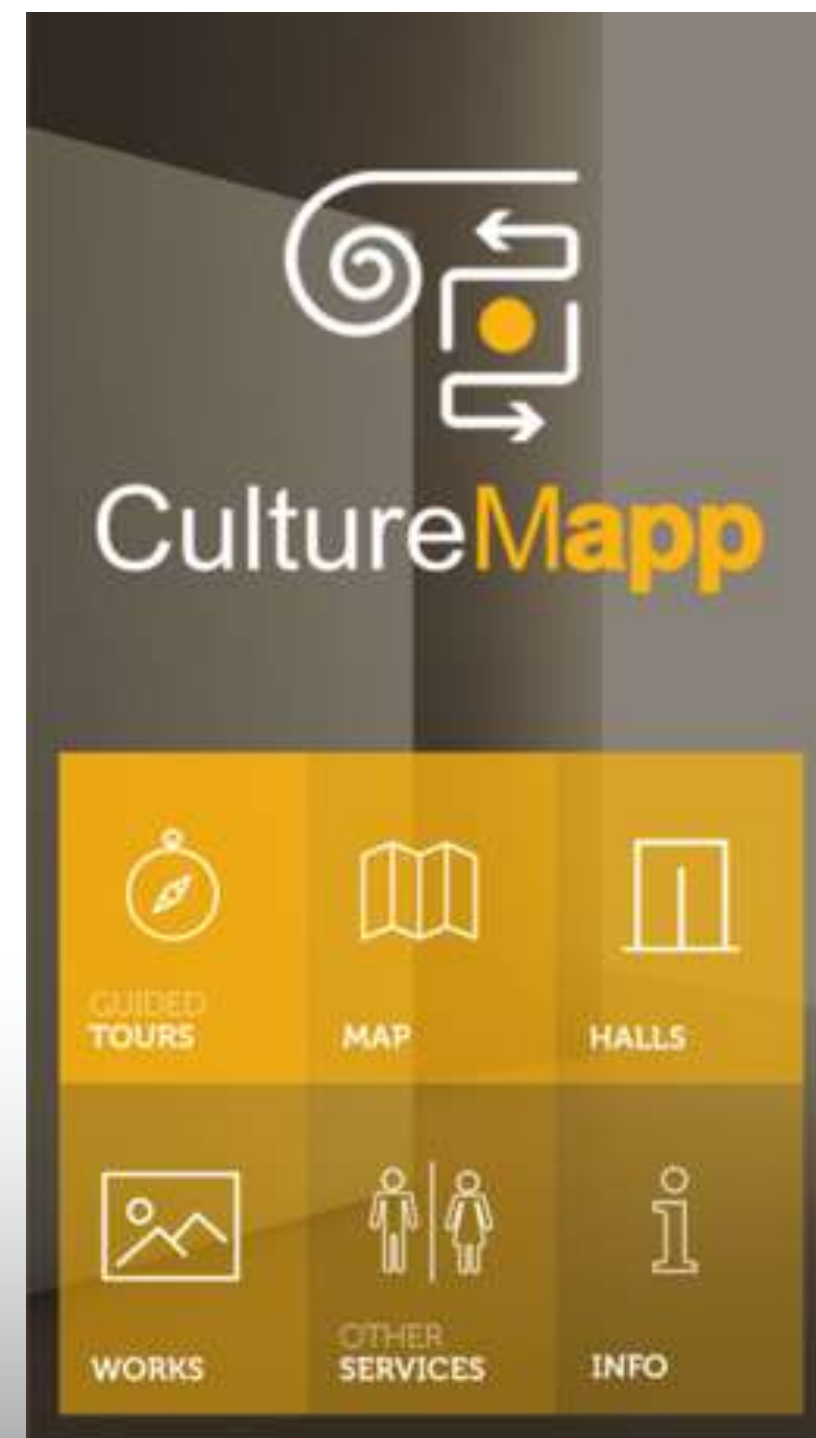 CultureMapp
GUIDED
TOURS
MAP
HALLS
WORKS
OTHER
SERVICES
INFO